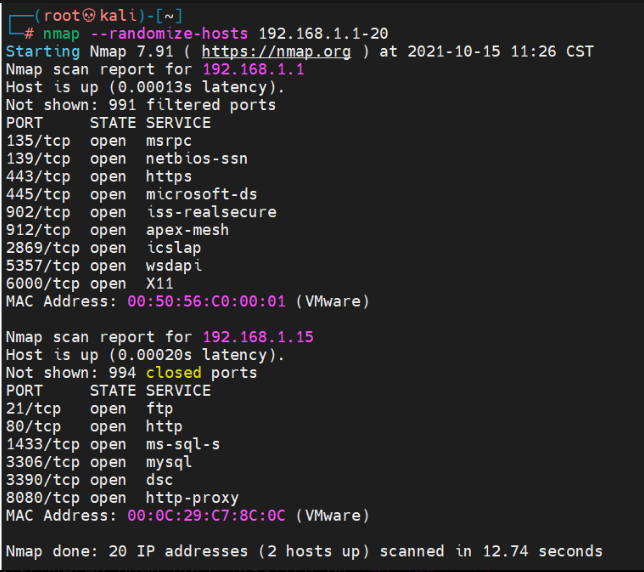 ┌──(root💀kali)-[~]
└─# nmap --randomize-hosts 192.168.1.1-20
Starting Nmap 7.91 ( https://nmap.org ) at 2021-10-15 11:26 CST
Nmap scan report for 192.168.1.1
Host is up (0.00013s latency).
Not shown: 991 filtered ports
PORT     STATE SERVICE
135/tcp  open  msrpc
139/tcp  open  netbios-ssn
443/tcp  open  https
445/tcp  open  microsoft-ds
902/tcp  open  iss-realsecure
912/tcp  open  apex-mesh
2869/tcp open  icslap
5357/tcp open  wsdapi
6000/tcp open  X11
MAC Address: 00:50:56:C0:00:01 (VMware)

Nmap scan report for 192.168.1.15
Host is up (0.00020s latency).
Not shown: 994 closed ports
PORT     STATE SERVICE
21/tcp   open  ftp
80/tcp   open  http
1433/tcp open  ms-sql-s
3306/tcp open  mysql
3390/tcp open  dsc
8080/tcp open  http-proxy
MAC Address: 00:0C:29:C7:8C:0C (VMware)

Nmap done: 20 IP addresses (2 hosts up) scanned in 12.74 seconds